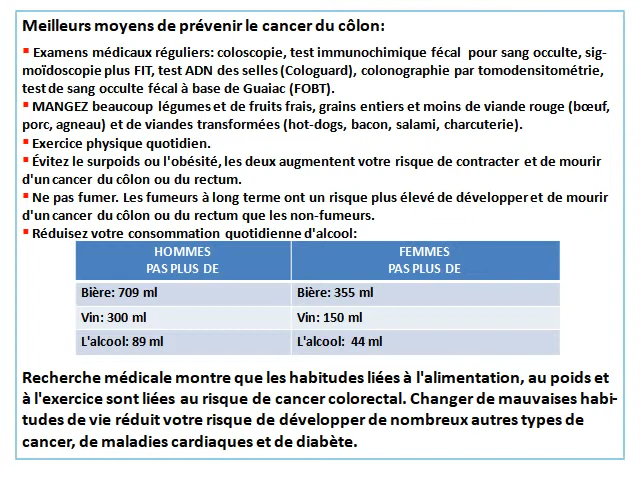 Meilleurs moyens de prévenir le cancer du côlon:
▪ Examens médicaux réguliers: coloscopie, test immunochimique fécal pour sang occulte, sig-
moïdoscopie plus FIT, test ADN des selles (Cologuard), colonographie par tomodensitométrie,
test de sang occulte fécal à base de Guaiac (FOBT).
▪ MANGEZ beaucoup légumes et de fruits frais, grains entiers et moins de viande rouge (bœuf,
porc, agneau) et de viandes transformées (hot-dogs, bacon, salami, charcuterie).
▪ Exercice physique quotidien.
▪ Évitez le surpoids ou l'obésité, les deux augmentent votre risque de contracter et de mourir
d'un cancer du côlon ou du rectum.
▪ Ne pas fumer. Les fumeurs à long terme ont un risque plus élevé de développer et de mourir
d'un cancer du côlon ou du rectum que les non-fumeurs.
▪ Réduisez votre consommation quotidienne d'alcool:
HOMMES FEMMES
PAS PLUS DE PAS PLUS DE
Bière: 709 ml Bière: 355 ml
Vin: 300 ml Vin: 150 ml
L'alcool: 89 ml L'alcool: 44 ml
Recherche médicale montre que les habitudes liées à l'alimentation, au poids et
à l'exercice sont liées au risque de cancer colorectal. Changer de mauvaises habi-
tudes de vie réduit votre risque de développer de nombreux autres types de
cancer, de maladies cardiaques et de diabète.